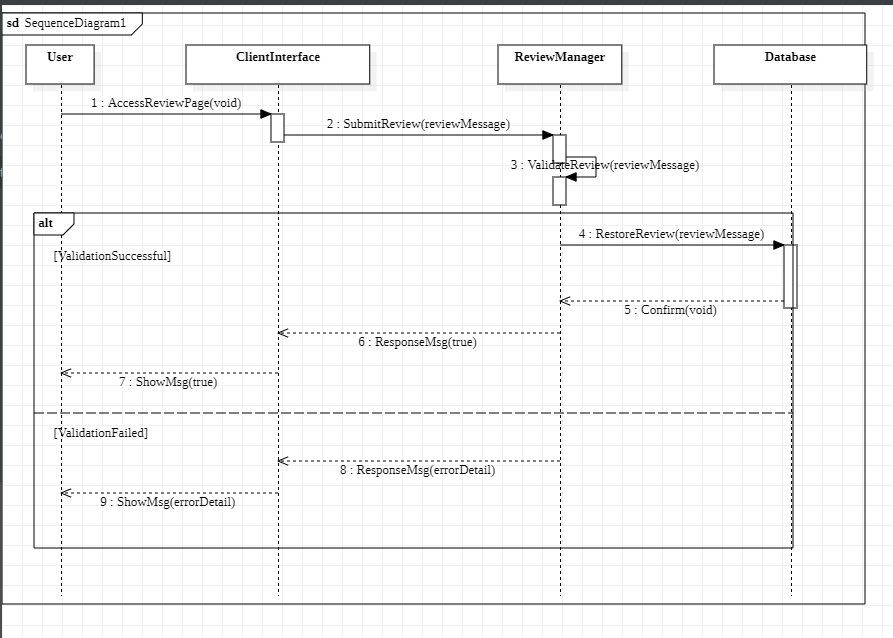 sd SequenceDiagram1
User
ClientInterface
ReviewManager
Database
1 : AccessReviewPage(void)
2 : SubmitReview(reviewMessage)
3 : ValidateReview(reviewMessage)
alt
4 : RestoreReview(reviewMessage)
[ValidationSuccessful]
5 : Confirm(void)
6 : ResponseMsg(true)
7 : ShowMsg(true)
[ValidationFailed]
8 : ResponseMsg(errorDetail)
9 : ShowMsg(errorDetail)